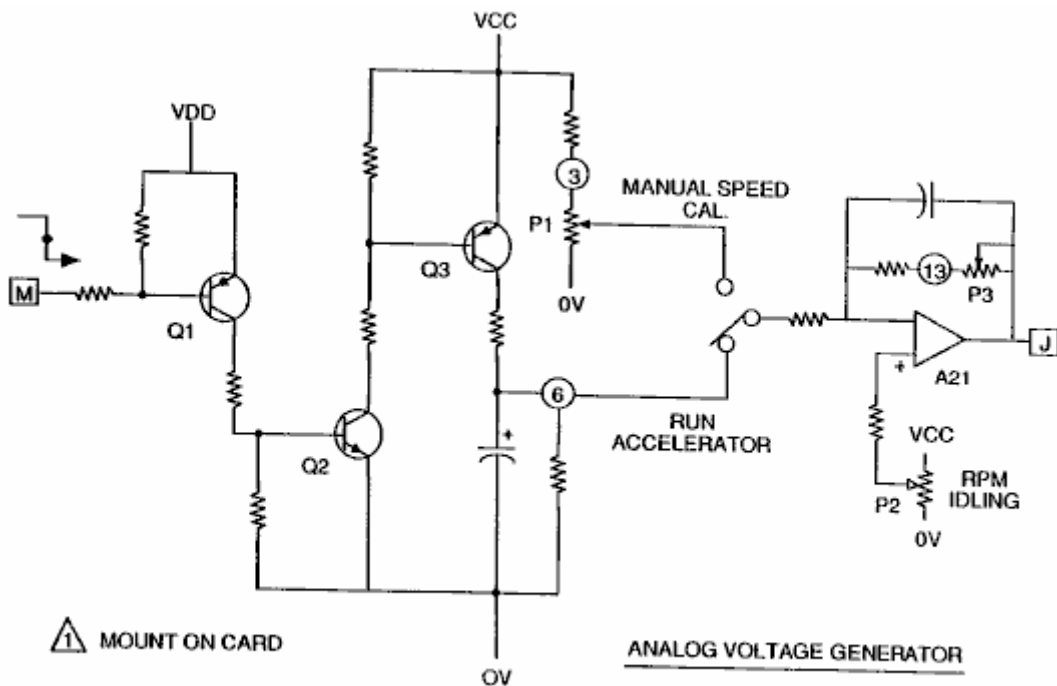 VCC
VDD
3
MANUAL SPEED
CAL.
P1
13
P3
M
Q3
0V
Q1
J
+
A21
6
+
RUN
ACCELERATOR
VCC
Q2
P2
RPM
IDLING
0V
1 MOUNT ON CARD
ANALOG VOLTAGE GENERATOR
OV